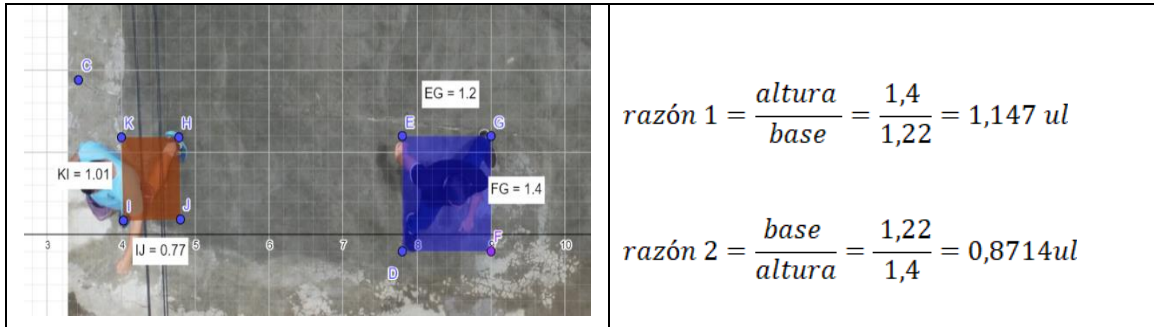 C
EG = 1.2
K H E G
KI = 1.01
FG = 1.4
I J
3 4 5 6 7 8 9 10
IJ = 0.77
F
D
razón 1 = altura/base = 1,4/1,22 = 1,147 ul
razón 2 = base/altura = 1,22/1,4 = 0,8714ul